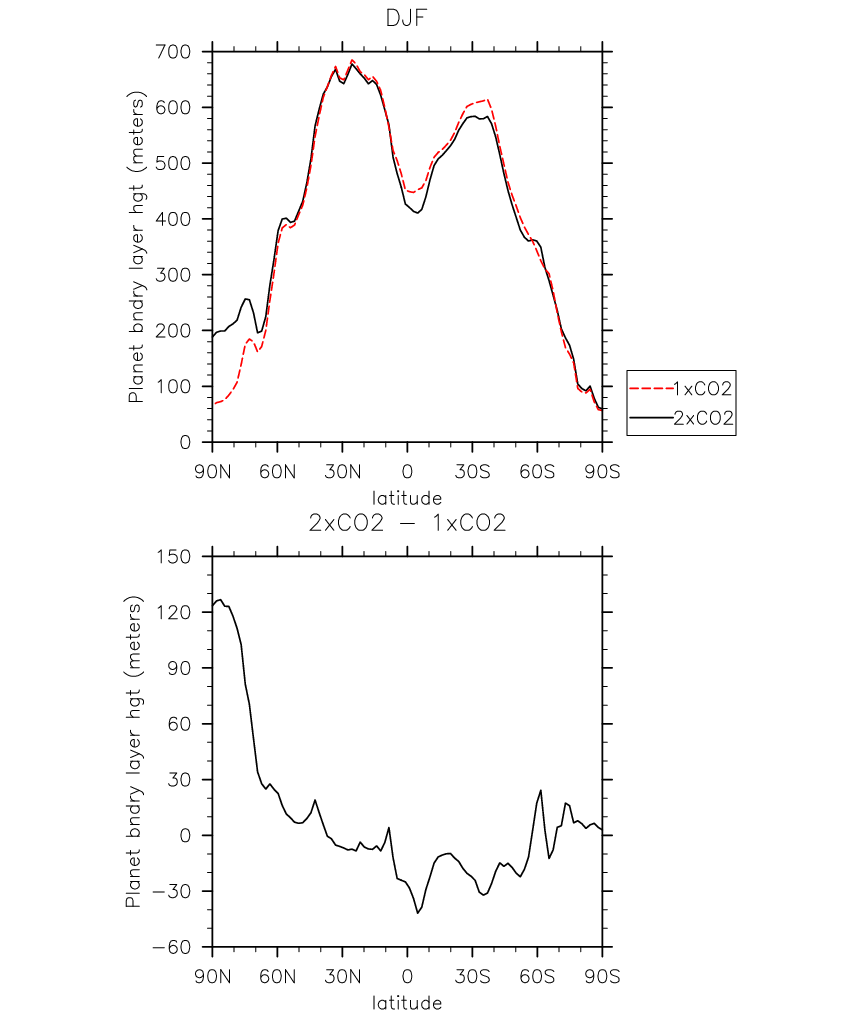 DJF
700
600
500
400
300
200
100
0
Planet bndry layer hgt (meters)
90N 60N 30N 0 30S 60S 90S
latitude
1xCO2
2xCO2
2xCO2 − 1xCO2
150
120
90
60
30
0
−30
−60
Planet bndry layer hgt (meters)
90N 60N 30N 0 30S 60S 90S
latitude